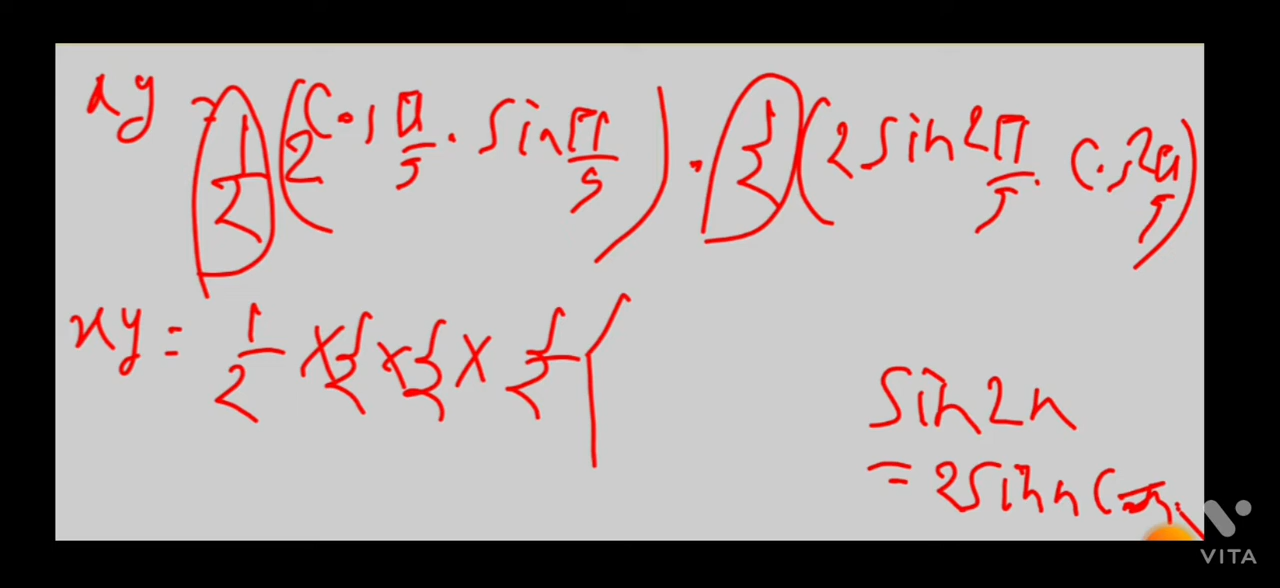 xy = 1/2 (2 cos π/5 . sin π/5) . 1/2 (2 sin 2π/5 . cos 2π/5)
xy = 1/2 × 1/2 × 1/2 × 1/2
sin 2x
= 2 sin x
VITA